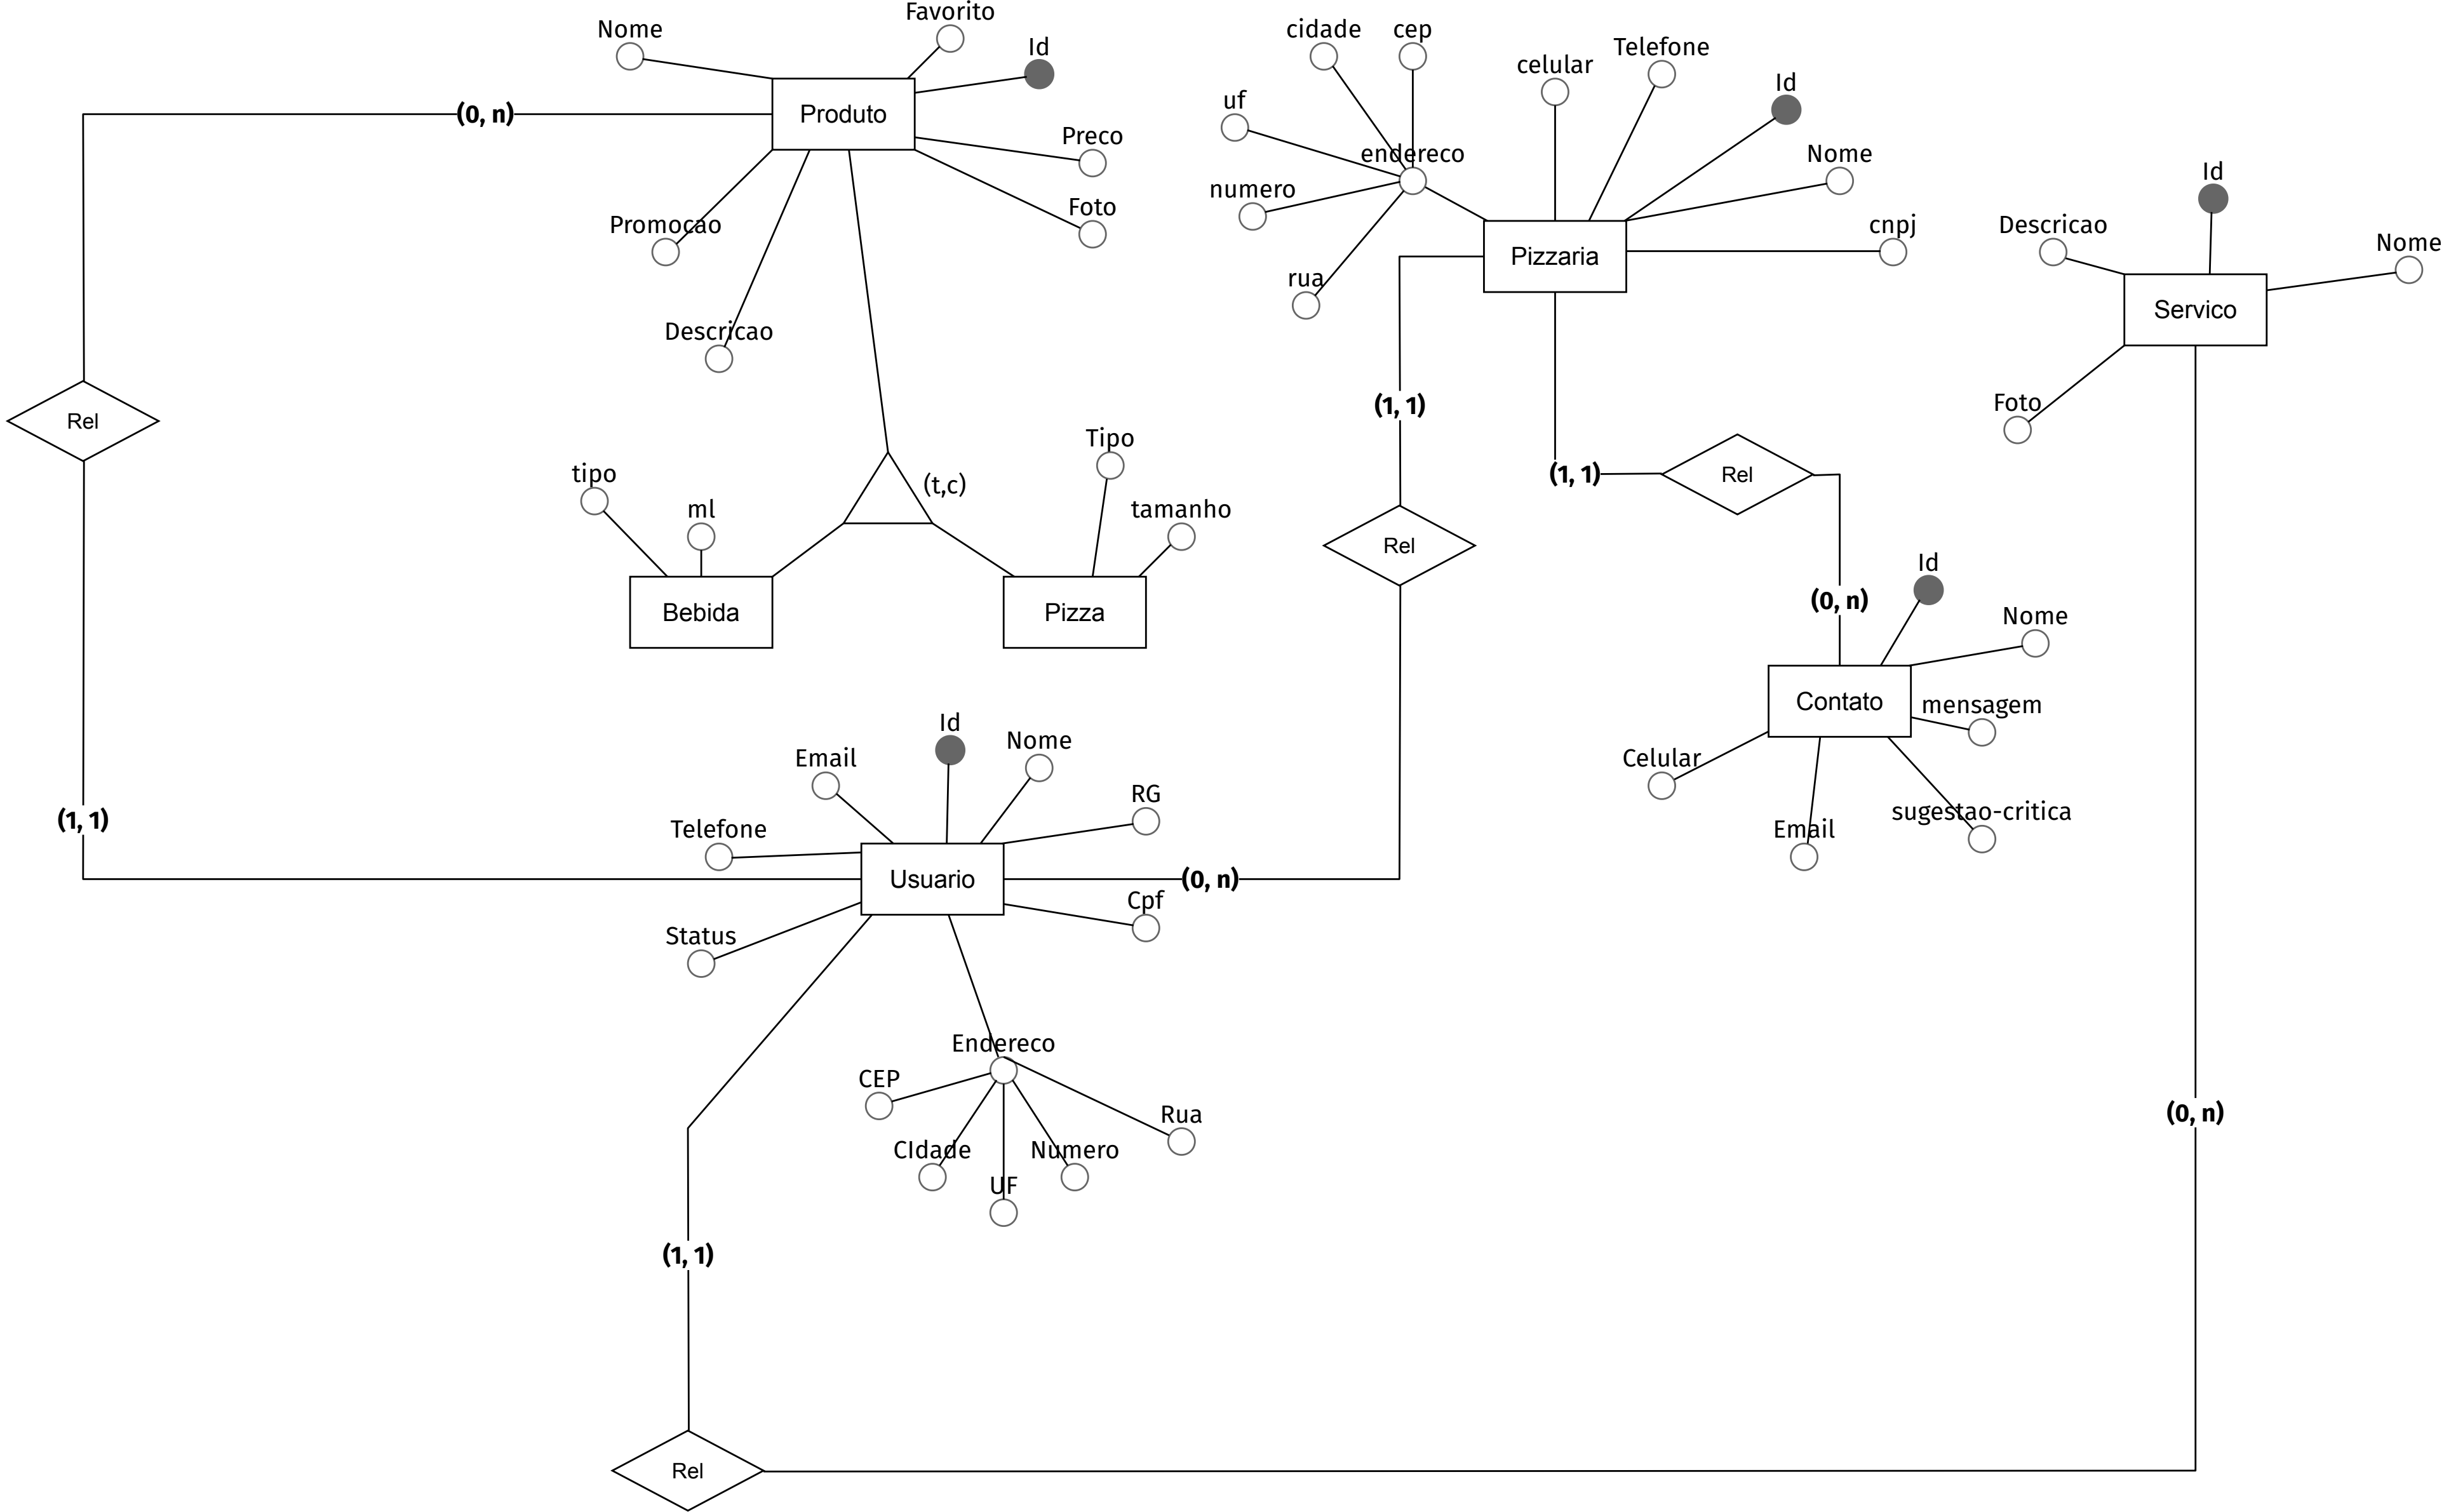 Favorito
Nome
Id
Produto
(0, n)
Preco
Foto
Promocao
Descricao
Rel
cidade
cep
celular
Telefone
Id
uf
endereco
Nome
numero
cnpj
rua
Pizzaria
Id
Descricao
Nome
Servico
Foto
(1, 1)
(1, 1)
Rel
Tipo
tipo
(t,c)
ml
tamanho
Rel
Bebida
Pizza
Id
(0, n)
Nome
Contato
mensagem
Celular
sugestao-critica
Email
Id
Nome
Email
RG
Telefone
(1, 1)
Usuario
(0, n)
Cpf
Status
Endereco
CEP
Rua
CIdade
Numero
UF
(0, n)
(1, 1)
Rel